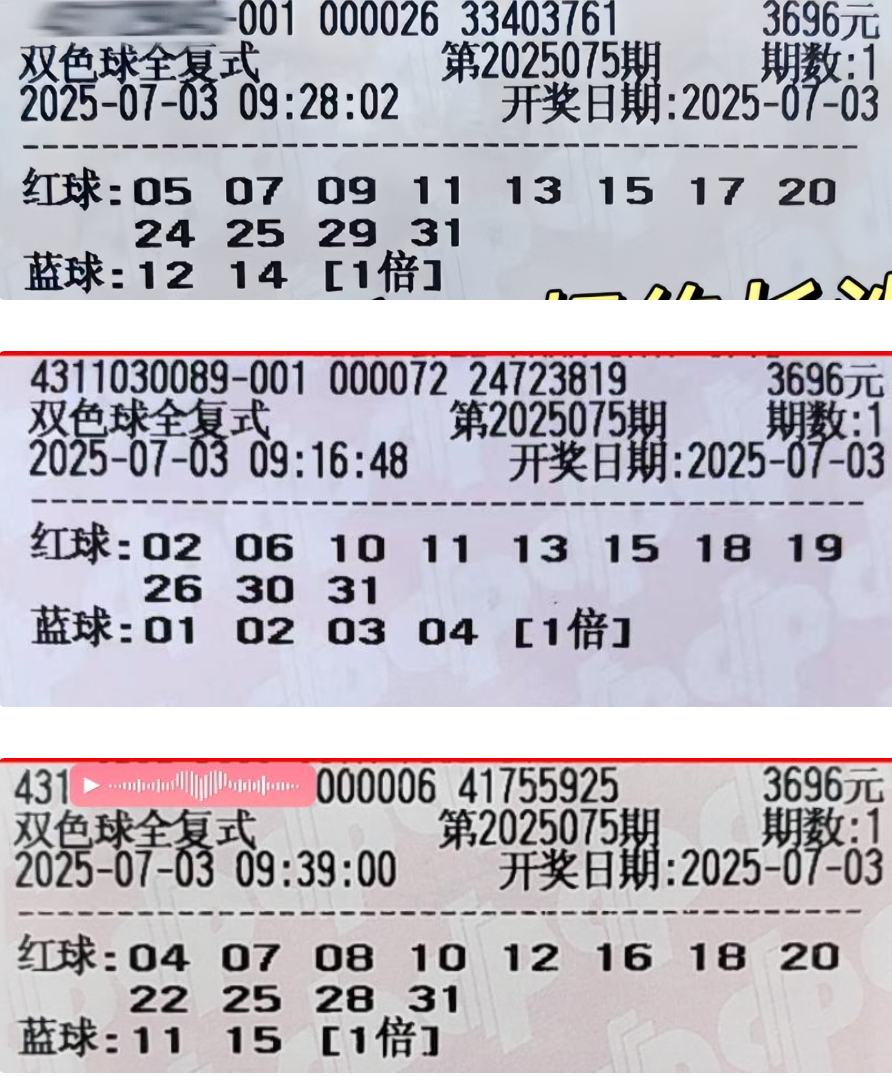 -001 000026 33403761 3696元
双色球全复式 第2025075期 期数:1
2025-07-03 09:28:02 开奖日期:2025-07-03
红球:05 07 09 11 13 15 17 20
24 25 29 31
蓝球:12 14 [1倍]
4311030089-001 000072 24723819 3696元
双色球全复式 第2025075期 期数:1
2025-07-03 09:16:48 开奖日期:2025-07-03
红球:02 06 10 11 13 15 18 19
26 30 31
蓝球:01 02 03 04 [1倍]
431 000006 41755925 3696元
双色球全复式 第2025075期 期数:1
2025-07-03 09:39:00 开奖日期:2025-07-03
红球:04 07 08 10 12 16 18 20
22 25 28 31
蓝球:11 15 [1倍]